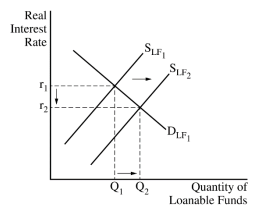 Real
Interest
Rate
S_LF₁
S_LF₂
r₁
r₂
D_LF₁
Q₁ Q₂
Quantity of
Loanable Funds